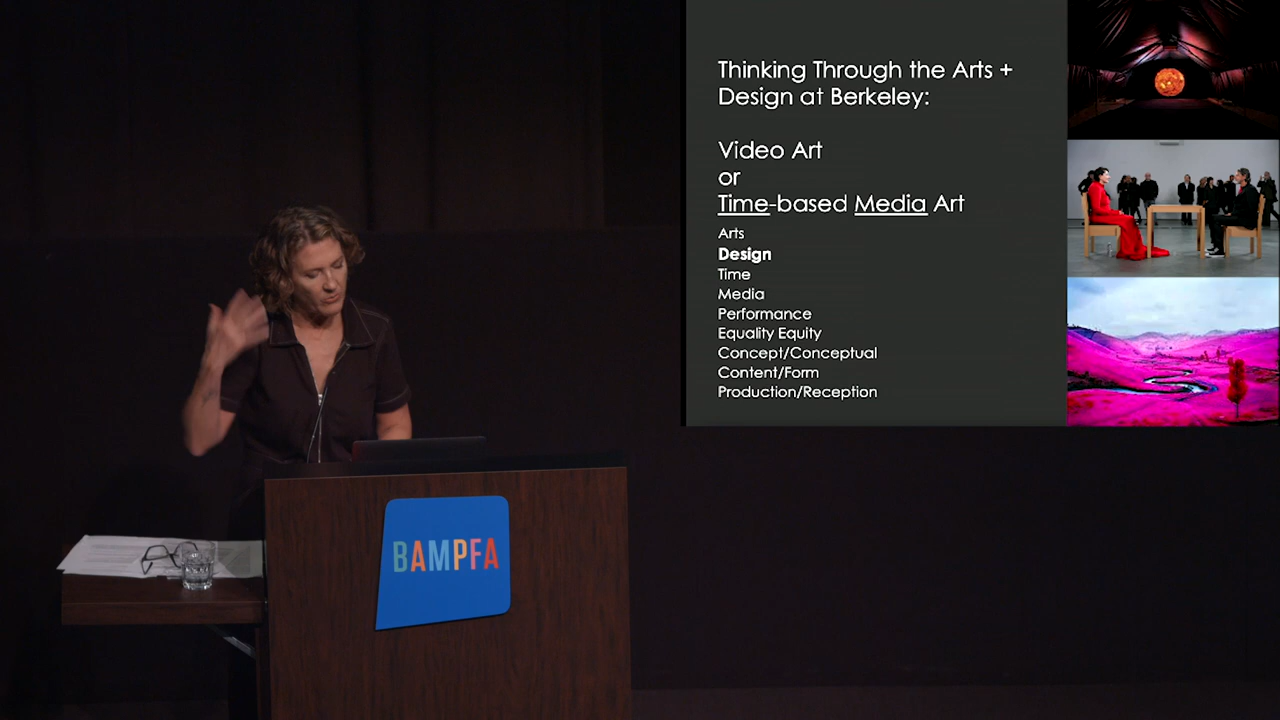 Thinking Through the Arts +
Design at Berkeley:
Video Art
or
Time-based Media Art
Arts
Design
Time
Media
Performance
Equality Equity
Concept/Conceptual
Content/Form
Production/Reception
BAMPFA